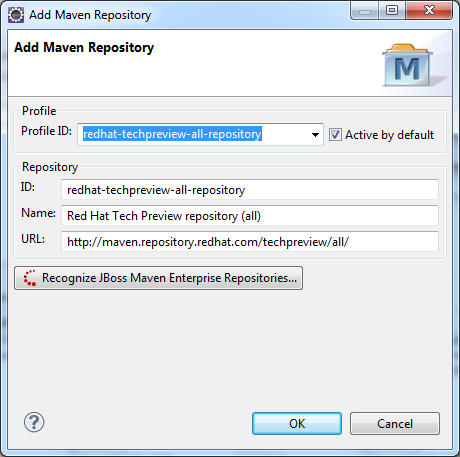 Add Maven Repository
Add Maven Repository
M
Profile
Profile ID: redhat-techpreview-all-repository Active by default
Repository
ID: redhat-techpreview-all-repository
Name: Red Hat Tech Preview repository (all)
URL: http://maven.repository.redhat.com/techpreview/all/
Recognize JBoss Maven Enterprise Repositories...
? OK Cancel